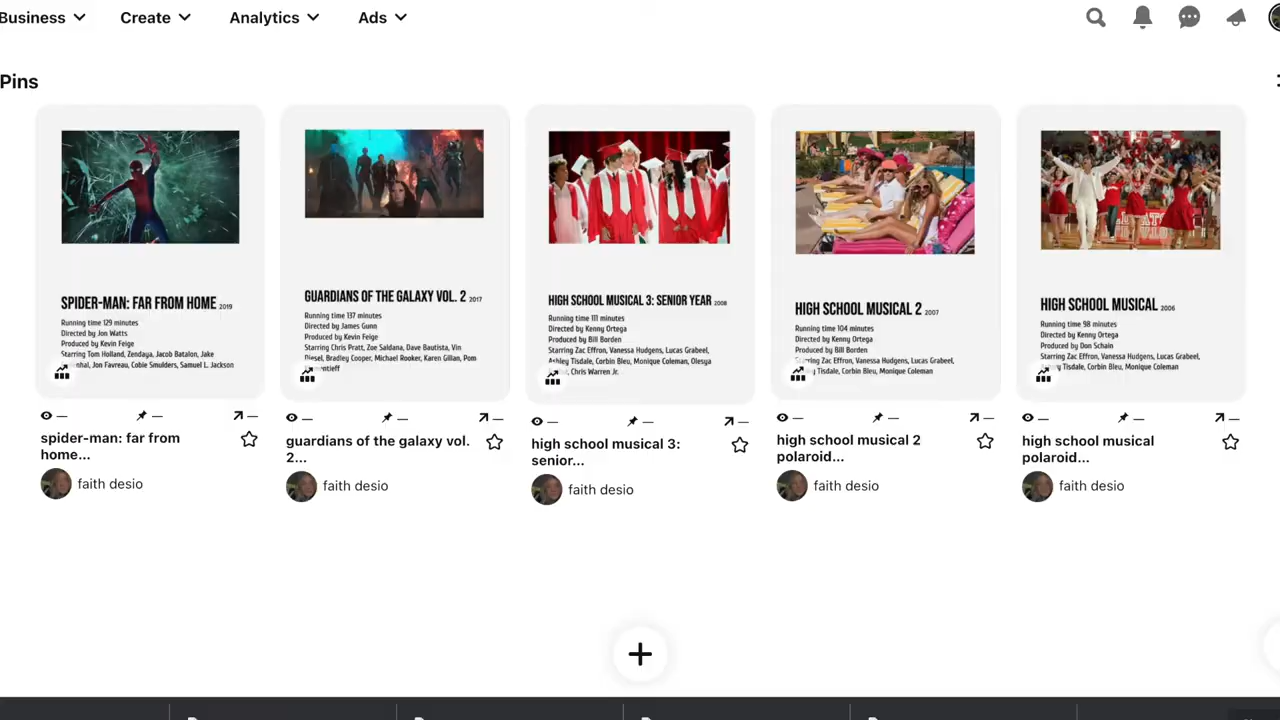 Business
Create
Analytics
Ads
Pins
SPIDER-MAN: FAR FROM HOME 2019
Running time 129 minutes
Directed by Jon Watts
Produced by Kevin Feige
Starring Tom Holland, Zendaya, Jacob Batalon, Jake
Jon Favreau, Cobie Smulders, Samuel L. Jackson
spider-man: far from
home...
faith desio
GUARDIANS OF THE GALAXY VOL. 2 2017
Running time 137 minutes
Directed by James Gunn
Produced by Kevin Feige
Starring Chris Pratt, Zoe Saldana, Dave Bautista, Vin
Diesel, Bradley Cooper, Michael Rooker, Karen Gillan, Pom
guardians of the galaxy vol.
2...
faith desio
HIGH SCHOOL MUSICAL 3: SENIOR YEAR 2008
Running time 111 minutes
Directed by Kenny Ortega
Produced by Bill Borden
Starring Zac Effron, Vanessa Hudgens, Lucas Grabeel,
Ashley Tisdale, Corbin Bleu, Monique Coleman, Olesya
Chris Warren Jr.
high school musical 3:
senior...
faith desio
HIGH SCHOOL MUSICAL 2 2007
Running time 104 minutes
Directed by Kenny Ortega
Produced by Bill Borden
Starring Zac Effron, Vanessa Hudgens, Lucas Grabeel,
Tisdale, Corbin Bleu, Monique Coleman
high school musical 2
polaroid...
faith desio
HIGH SCHOOL MUSICAL 2006
Running time 98 minutes
Directed by Kenny Ortega
Produced by Don Schain
Starring Zac Effron, Vanessa Hudgens, Lucas Grabeel,
Tisdale, Corbin Bleu, Monique Coleman
high school musical
polaroid...
faith desio